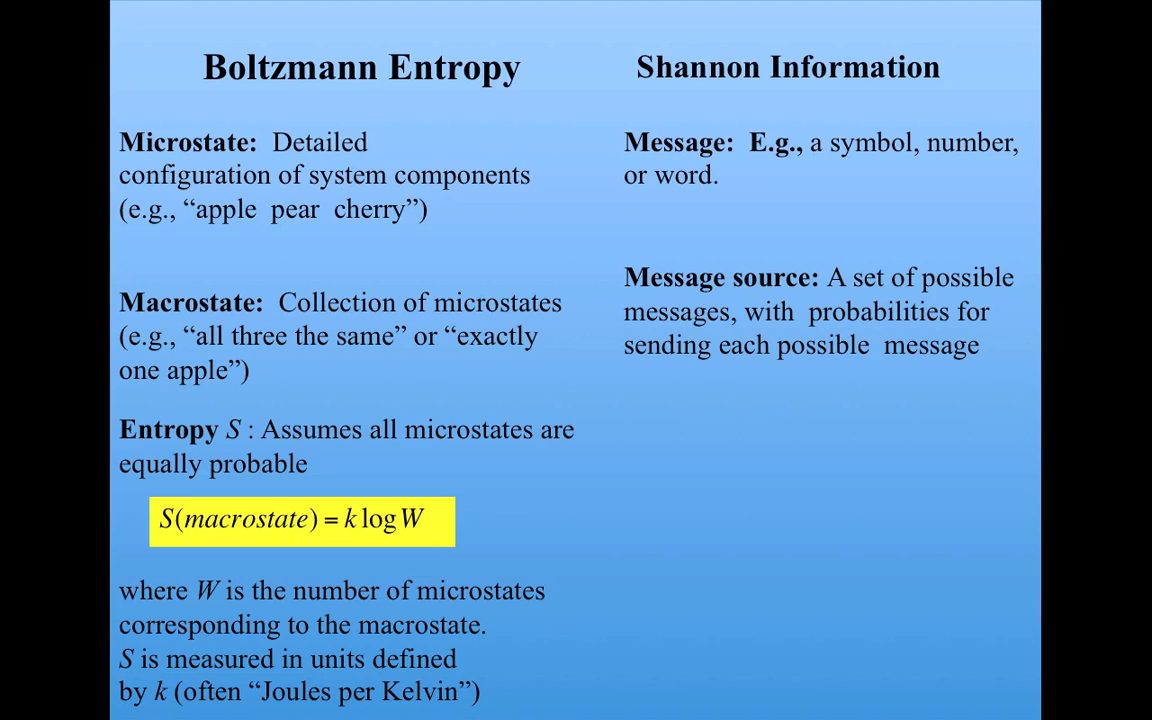 Boltzmann Entropy
Microstate: Detailed
configuration of system components
(e.g., “apple pear cherry”)
Macrostate: Collection of microstates
(e.g., “all three the same” or “exactly
one apple”)
Entropy S : Assumes all microstates are
equally probable
S(macrostate) = k log W
where W is the number of microstates
corresponding to the macrostate.
S is measured in units defined
by k (often “Joules per Kelvin”)
Shannon Information
Message: E.g., a symbol, number,
or word.
Message source: A set of possible
messages, with probabilities for
sending each possible message